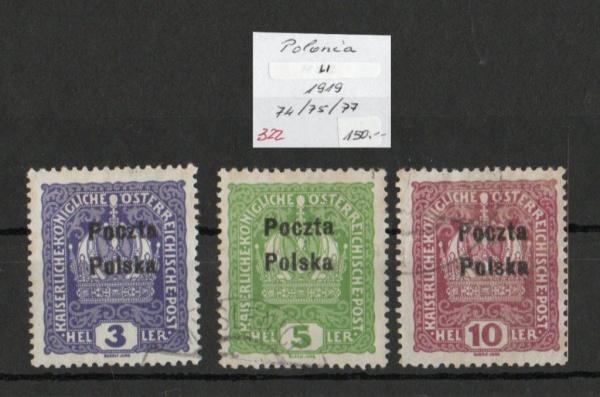 Polonia
LI
1919
74/75/77
322 150.--
KAISERLICHE·KÖNIGLICHE·ÖSTERREICHISCHE·POST·
Poczta
Polska
HEL 3 LER.
KAISERLICHE·KÖNIGLICHE·ÖSTERREICHISCHE·POST·
Poczta
Polska
HEL 5 LER.
KAISERLICHE·KÖNIGLICHE·ÖSTERREICHISCHE·POST·
Poczta
Polska
HEL 10 LER.